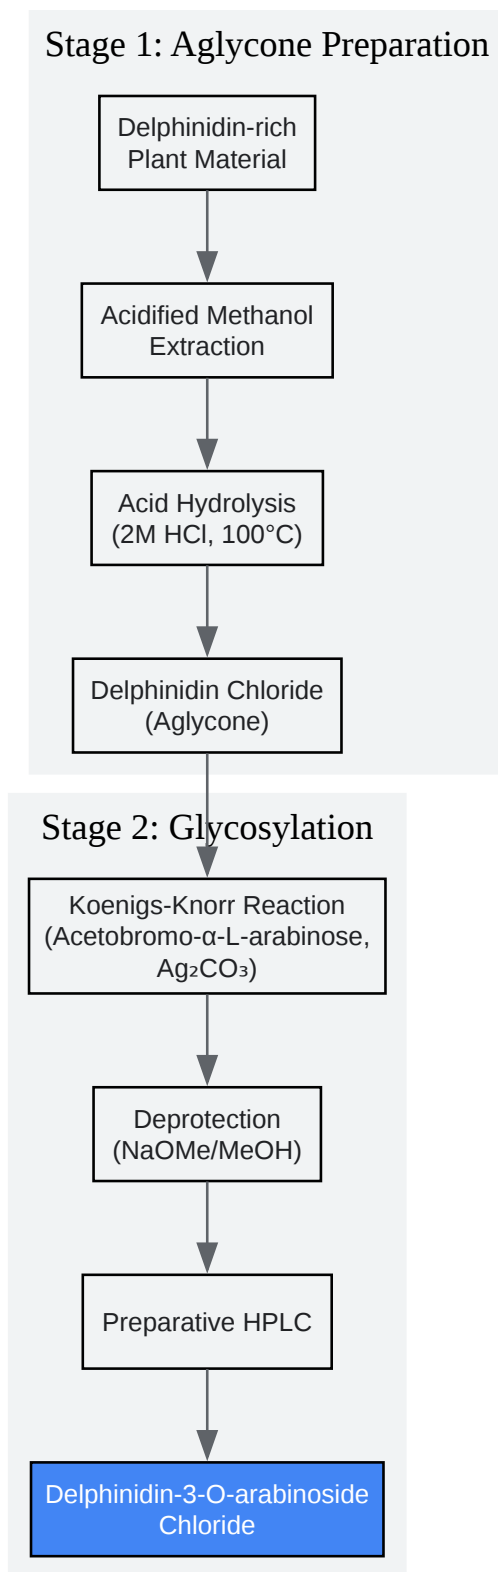 Stage 1: Aglycone Preparation
Delphinidin-rich
Plant Material
Acidified Methanol
Extraction
Acid Hydrolysis
(2M HCl, 100°C)
Delphinidin Chloride
(Aglycone)
Stage 2: Glycosylation
Koenigs-Knorr Reaction
(Acetobromo-α-L-arabinose,
Ag₂CO₃)
Deprotection
(NaOMe/MeOH)
Preparative HPLC
Delphinidin-3-O-arabinoside
Chloride